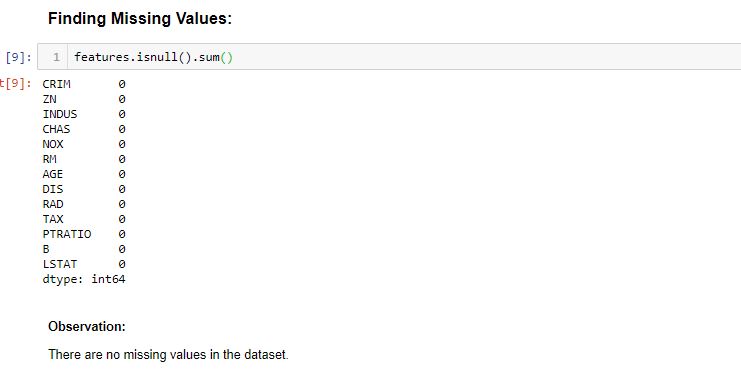 Finding Missing Values:
[9]: 1 features.isnull().sum()
t[9]: CRIM 0
ZN 0
INDUS 0
CHAS 0
NOX 0
RM 0
AGE 0
DIS 0
RAD 0
TAX 0
PTRATIO 0
B 0
LSTAT 0
dtype: int64
Observation:
There are no missing values in the dataset.